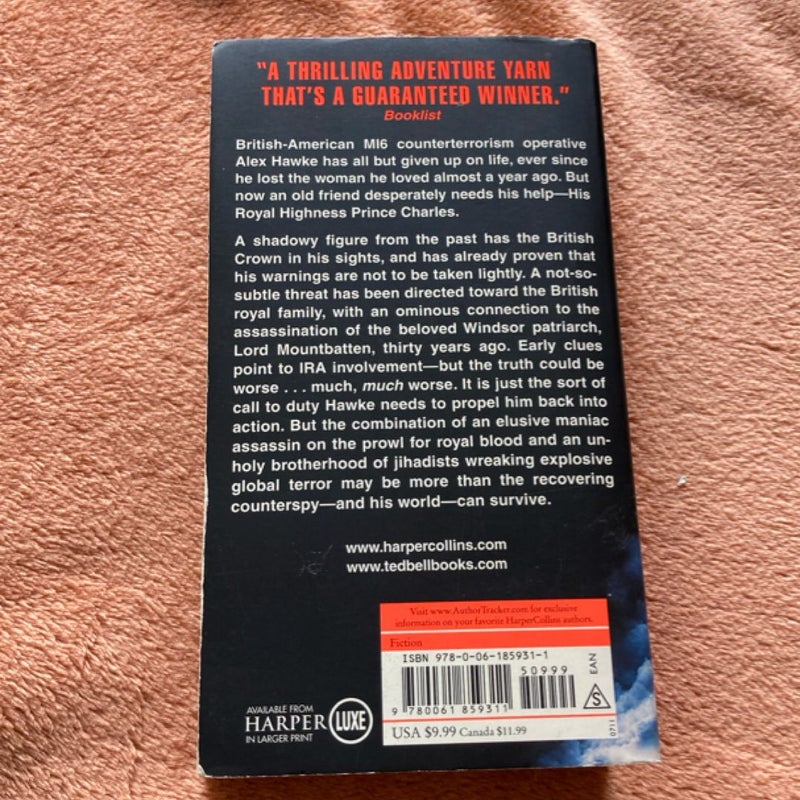 "A THRILLING ADVENTURE YARN
THAT'S A GUARANTEED WINNER."
Booklist
British-American MI6 counterterrorism operative
Alex Hawke has all but given up on life, ever since
he lost the woman he loved almost a year ago. But
now an old friend desperately needs his help—His
Royal Highness Prince Charles.
A shadowy figure from the past has the British
Crown in his sights, and has already proven that
his warnings are not to be taken lightly. A not-so-
subtle threat has been directed toward the British
royal family, with an ominous connection to the
assassination of the beloved Windsor patriarch,
Lord Mountbatten, thirty years ago. Early clues
point to IRA involvement—but the truth could be
worse . . . much, much worse. It is just the sort of
call to duty Hawke needs to propel him back into
action. But the combination of an elusive maniac
assassin on the prowl for royal blood and an un-
holy brotherhood of jihadists wreaking explosive
global terror may be more than the recovering
counterspy—and his world—can survive.
www.harpercollins.com
www.tedbellbooks.com
Visit www.AuthorTracker.com for exclusive
information on your favorite HarperCollins authors.
Fiction
ISBN 978-0-06-185931-1
50999
EAN
S
9 780061 859311
0711
USA $9.99 Canada $11.99
AVAILABLE FROM
HARPER LUXE
IN LARGER PRINT